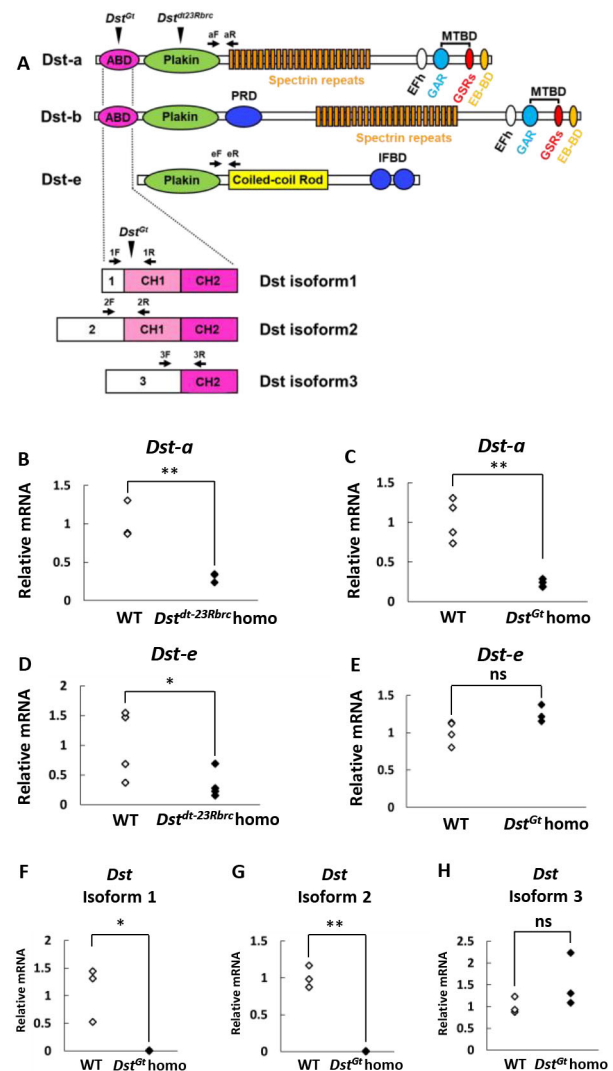 Dst^Gt Dst^dt23Rbrc
A
aF aR
MTBD
Dst-a ABD Plakin
Spectrin repeats
EFh GAR GSRs EB-BD
PRD
MTBD
Dst-b ABD Plakin
Spectrin repeats
EFh GAR GSRs EB-BD
eF eR
IFBD
Dst-e Plakin Coiled-coil Rod
Dst^Gt
1F 1R
1 CH1 CH2 Dst isoform1
2F 2R
2 CH1 CH2 Dst isoform2
3F 3R
3 CH2 Dst isoform3
B
Dst-a
**
Relative mRNA
1.5
1
0.5
0
WT Dst^dt-23Rbrc homo
C
Dst-a
**
Relative mRNA
1.5
1
0.5
0
WT Dst^Gt homo
D
Dst-e
*
Relative mRNA
2
1.5
1
0.5
0
WT Dst^dt-23Rbrc homo
E
Dst-e
ns
Relative mRNA
1.5
1
0.5
0
WT Dst^Gt homo
F
Dst
Isoform 1
*
Relative mRNA
2
1.5
1
0.5
0
WT Dst^Gt homo
G
Dst
Isoform 2
**
Relative mRNA
1.5
1
0.5
0
WT Dst^Gt homo
H
Dst
Isoform 3
ns
Relative mRNA
2.5
2
1.5
1
0.5
0
WT Dst^Gt homo